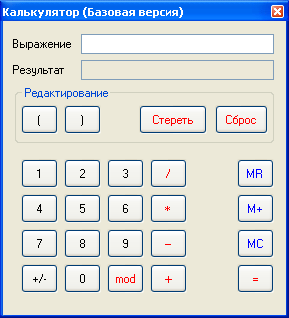 Калькулятор (Базовая версия)
Выражение
Результат
Редактирование
( ) Стереть Сброс
1 2 3 / MR
4 5 6 * M+
7 8 9 - MC
+/- 0 mod + =